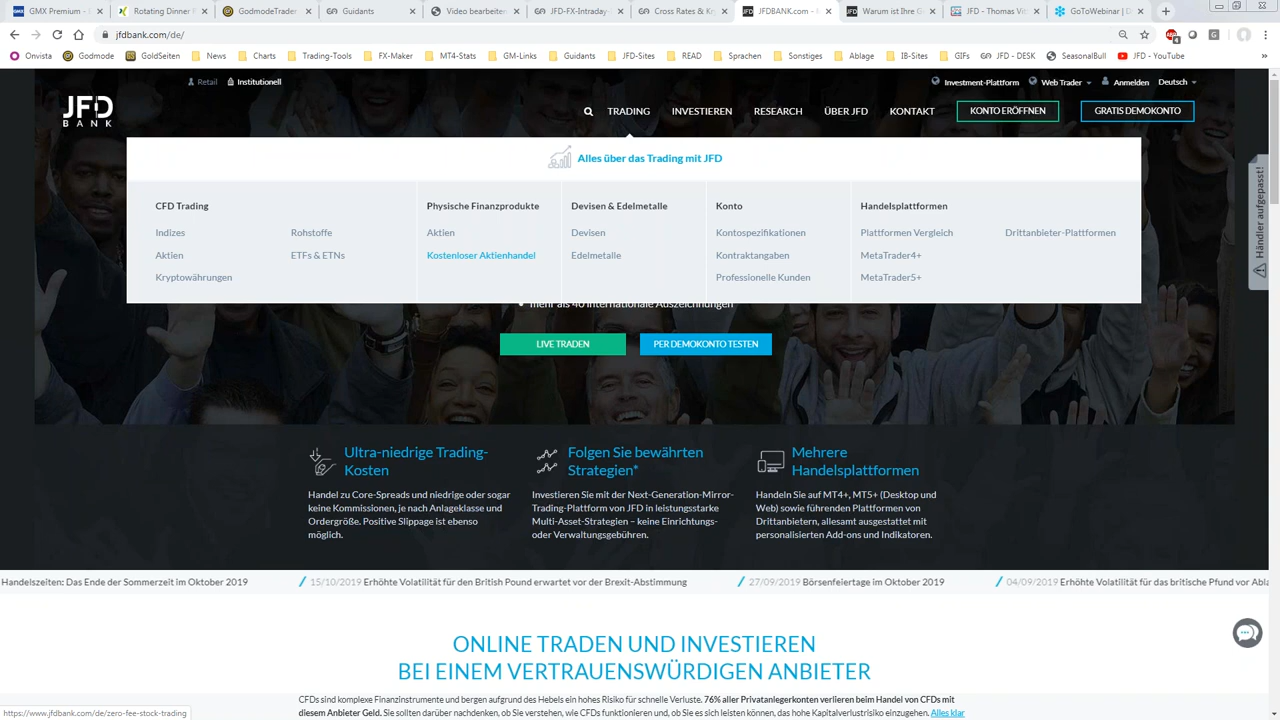 GMX Premium - E
Rotating Dinner F
GodmodeTrader
Guidants
Video bearbeiten
JFD-FX-Intraday-
Cross Rates & Kr
JFDBANK.com -
Warum ist Ihre G
JFD - Thomas Vitt
GoToWebinar | D
jfdbank.com/de/
Onvista
Godmode
GoldSeiten
News
Charts
Trading-Tools
FX-Maker
MT4-Stats
GM-Links
Guidants
JFD-Sites
READ
Sprachen
Sonstiges
Ablage
IB-Sites
GIFs
JFD - DESK
SeasonalBull
JFD - YouTube
»
Retail
Institutionell
Investment-Plattform
Web Trader
Anmelden
Deutsch
JFD
BANK
TRADING
INVESTIEREN
RESEARCH
ÜBER JFD
KONTAKT
KONTO ERÖFFNEN
GRATIS DEMOKONTO
Alles über das Trading mit JFD
CFD Trading
Indizes
Aktien
Kryptowährungen
Rohstoffe
ETFs & ETNs
Physische Finanzprodukte
Aktien
Kostenloser Aktienhandel
Devisen & Edelmetalle
Devisen
Edelmetalle
Konto
Kontospezifikationen
Kontraktangaben
Professionelle Kunden
Handelsplattformen
Plattformen Vergleich
MetaTrader4+
MetaTrader5+
Drittanbieter-Plattformen
Händler aufgepasst!
• mehr als 40 internationale Auszeichnungen
LIVE TRADEN
PER DEMOKONTO TESTEN
Ultra-niedrige Trading-
Kosten
Handel zu Core-Spreads und niedrige oder sogar
keine Kommissionen, je nach Anlageklasse und
Ordergröße. Positive Slippage ist ebenso
möglich.
Folgen Sie bewährten
Strategien*
Investieren Sie mit der Next-Generation-Mirror-
Trading-Plattform von JFD in leistungsstarke
Multi-Asset-Strategien – keine Einrichtungs-
oder Verwaltungsgebühren.
Mehrere
Handelsplattformen
Handeln Sie auf MT4+, MT5+ (Desktop und
Web) sowie führenden Plattformen von
Drittanbietern, allesamt ausgestattet mit
personalisierten Add-ons und Indikatoren.
Handelszeiten: Das Ende der Sommerzeit im Oktober 2019
15/10/2019 Erhöhte Volatilität für den British Pound erwartet vor der Brexit-Abstimmung
27/09/2019 Börsenfeiertage im Oktober 2019
04/09/2019 Erhöhte Volatilität für das britische Pfund vor Abla
ONLINE TRADEN UND INVESTIEREN
BEI EINEM VERTRAUENSWÜRDIGEN ANBIETER
CFDs sind komplexe Finanzinstrumente und bergen aufgrund des Hebels ein hohes Risiko für schnelle Verluste. 76% aller Privatanlegerkonten verlieren beim Handel von CFDs mit
diesem Anbieter Geld. Sie sollten darüber nachdenken, ob Sie verstehen, wie CFDs funktionieren und, ob Sie es sich leisten können, das hohe Kapitalverlustrisiko einzugehen. Alles klar
https://www.jfdbank.com/de/zero-fee-stock-trading